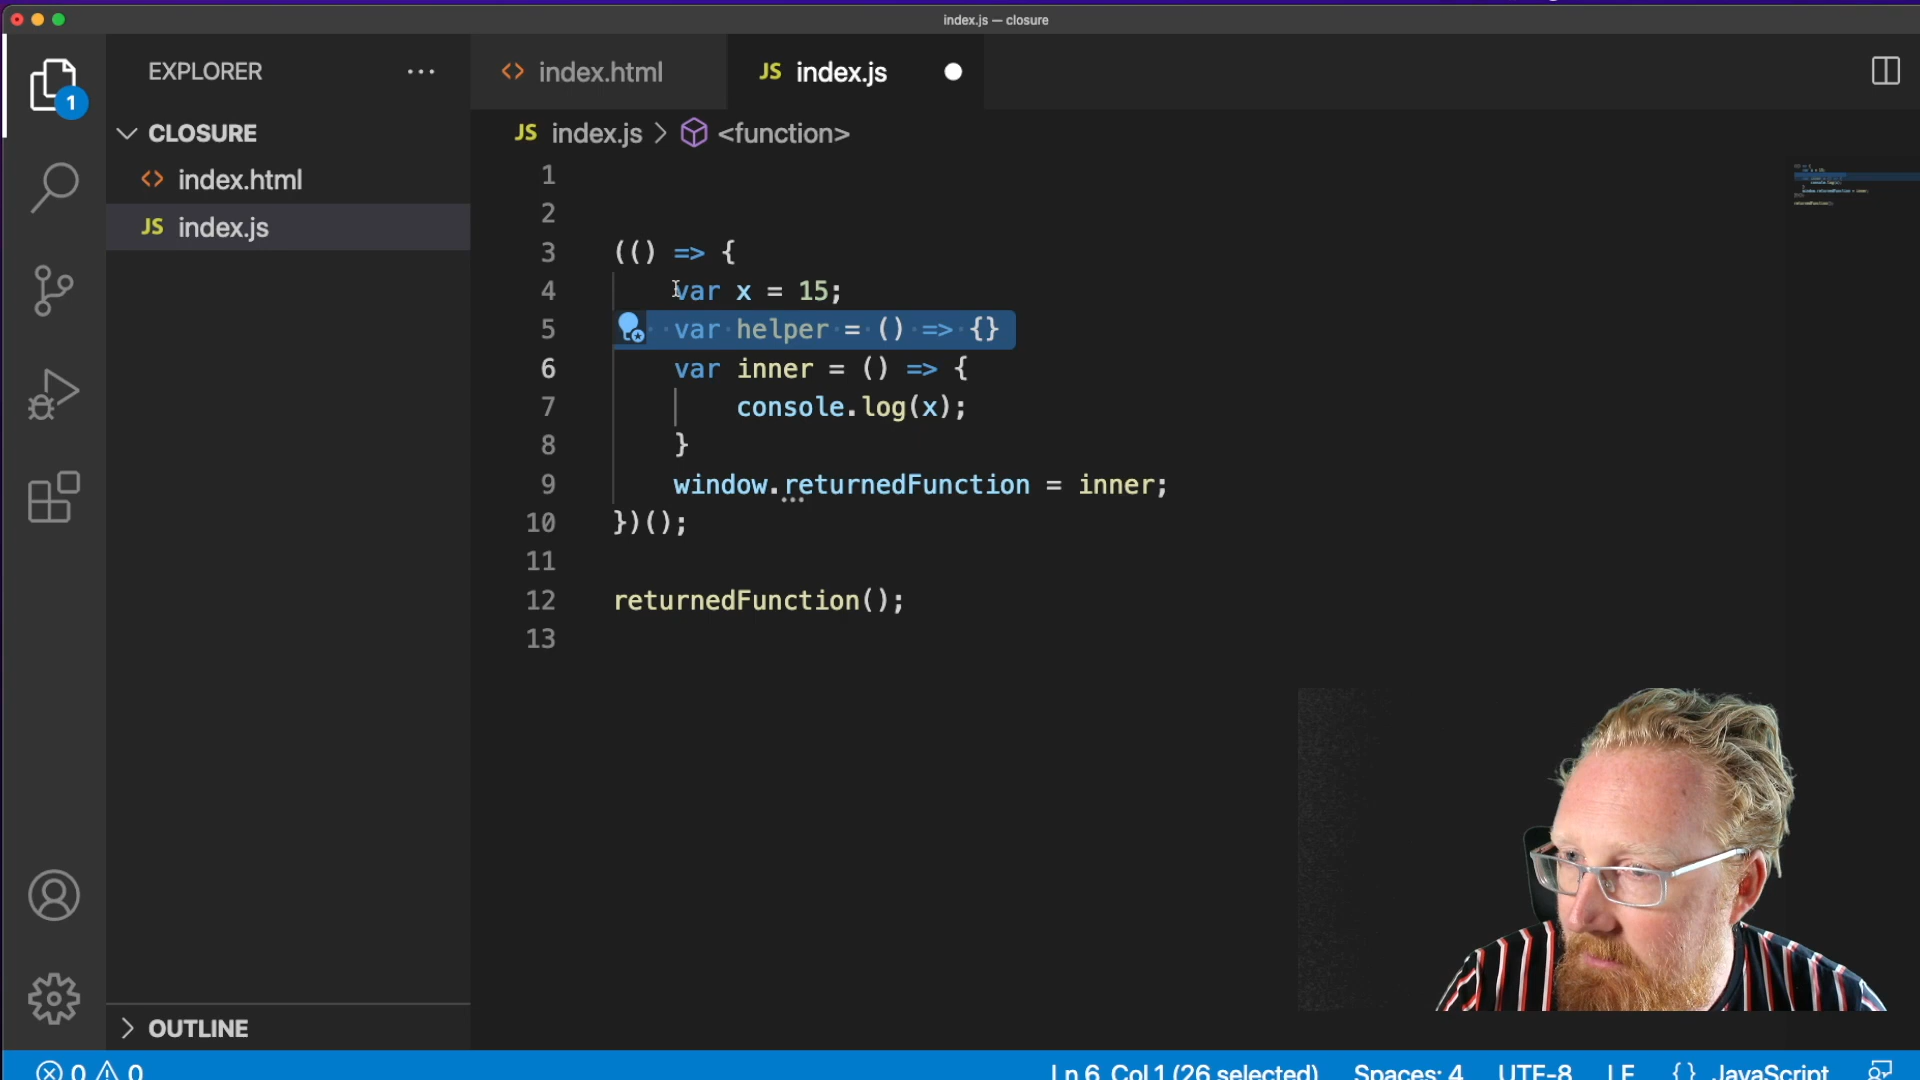 index.js — closure
EXPLORER
index.html
JS index.js
1
CLOSURE
index.html
JS index.js
JS index.js > <function>
1
2
3 (() => {
4 var x = 15;
5 var helper = () => {}
6 var inner = () => {
7 console.log(x);
8 }
9 window.returnedFunction = inner;
10 })();
11
12 returnedFunction();
13
OUTLINE
0 0 Ln 6, Col 1 (26 selected) Spaces: 4 UTF-8 LF {} JavaScript